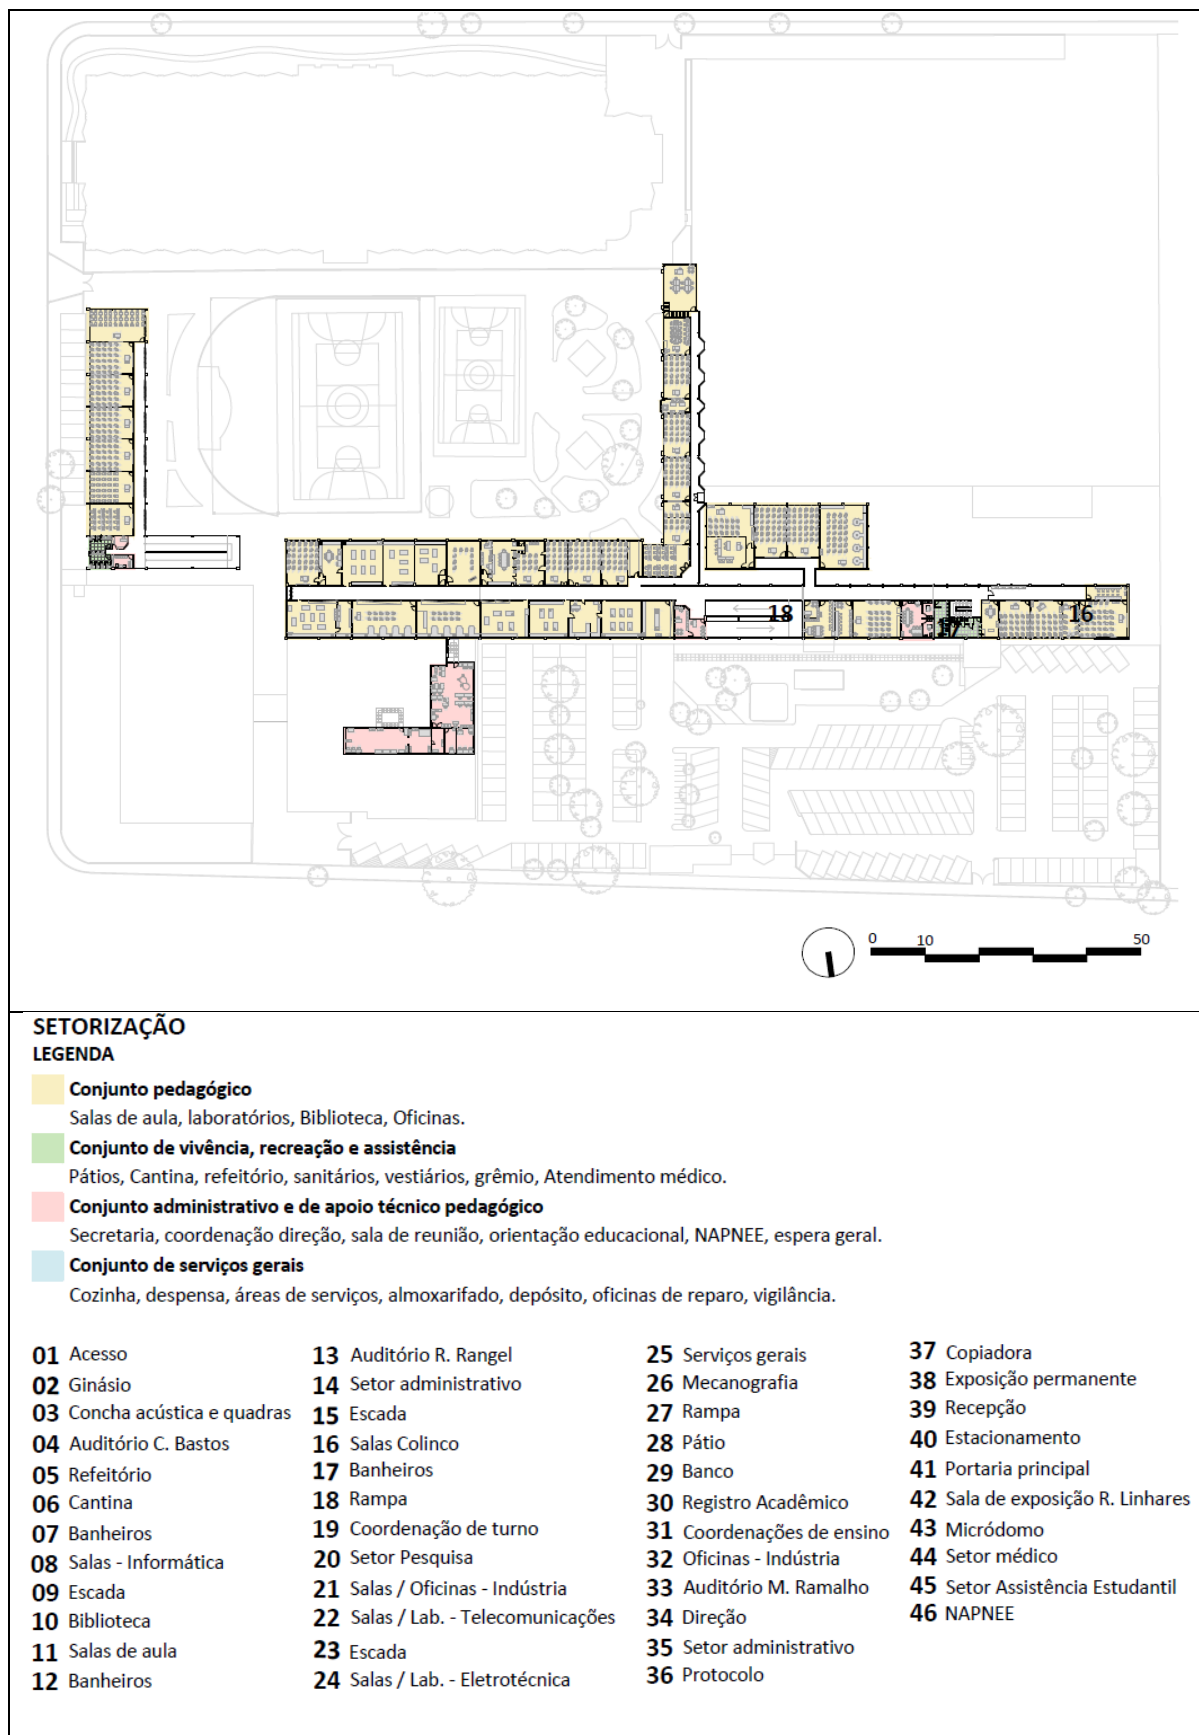 18
17
16
0 10 50
SETORIZAÇÃO
LEGENDA
Conjunto pedagógico
Salas de aula, laboratórios, Biblioteca, Oficinas.
Conjunto de vivência, recreação e assistência
Pátios, Cantina, refeitório, sanitários, vestiários, grêmio, Atendimento médico.
Conjunto administrativo e de apoio técnico pedagógico
Secretaria, coordenação direção, sala de reunião, orientação educacional, NAPNEE, espera geral.
Conjunto de serviços gerais
Cozinha, despensa, áreas de serviços, almoxarifado, depósito, oficinas de reparo, vigilância.
01 Acesso
02 Ginásio
03 Concha acústica e quadras
04 Auditório C. Bastos
05 Refeitório
06 Cantina
07 Banheiros
08 Salas - Informática
09 Escada
10 Biblioteca
11 Salas de aula
12 Banheiros
13 Auditório R. Rangel
14 Setor administrativo
15 Escada
16 Salas Colinco
17 Banheiros
18 Rampa
19 Coordenação de turno
20 Setor Pesquisa
21 Salas / Oficinas - Indústria
22 Salas / Lab. - Telecomunicações
23 Escada
24 Salas / Lab. - Eletrotécnica
25 Serviços gerais
26 Mecanografia
27 Rampa
28 Pátio
29 Banco
30 Registro Acadêmico
31 Coordenações de ensino
32 Oficinas - Indústria
33 Auditório M. Ramalho
34 Direção
35 Setor administrativo
36 Protocolo
37 Copiadora
38 Exposição permanente
39 Recepção
40 Estacionamento
41 Portaria principal
42 Sala de exposição R. Linhares
43 Micródomo
44 Setor médico
45 Setor Assistência Estudantil
46 NAPNEE